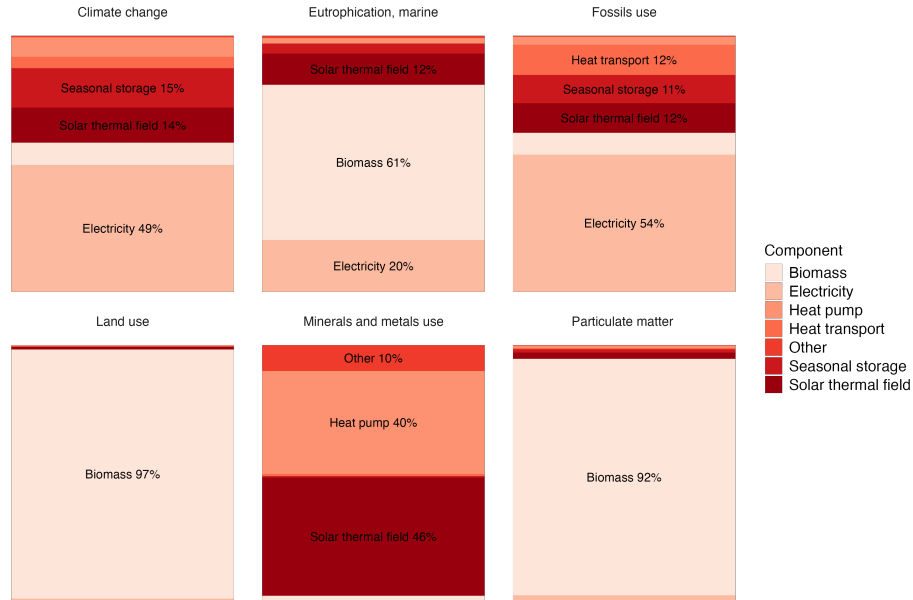 Climate change
Eutrophication, marine
Fossils use
Seasonal storage 15%
Solar thermal field 14%
Electricity 49%
Solar thermal field 12%
Biomass 61%
Electricity 20%
Heat transport 12%
Seasonal storage 11%
Solar thermal field 12%
Electricity 54%
Land use
Minerals and metals use
Particulate matter
Biomass 97%
Other 10%
Heat pump 40%
Solar thermal field 46%
Biomass 92%
Component
Biomass
Electricity
Heat pump
Heat transport
Other
Seasonal storage
Solar thermal field